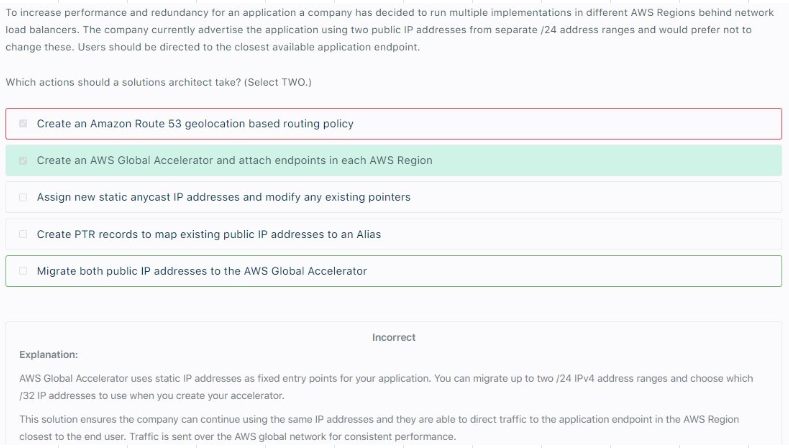 To increase performance and redundancy for an application a company has decided to run multiple implementations in different AWS Regions behind network
load balancers. The company currently advertise the application using two public IP addresses from separate /24 address ranges and would prefer not to
change these. Users should be directed to the closest available application endpoint.
Which actions should a solutions architect take? (Select TWO.)
Create an Amazon Route 53 geolocation based routing policy
Create an AWS Global Accelerator and attach endpoints in each AWS Region
Assign new static anycast IP addresses and modify any existing pointers
Create PTR records to map existing public IP addresses to an Alias
Migrate both public IP addresses to the AWS Global Accelerator
Incorrect
Explanation:
AWS Global Accelerator uses static IP addresses as fixed entry points for your application. You can migrate up to two /24 IPv4 address ranges and choose which
/32 IP addresses to use when you create your accelerator.
This solution ensures the company can continue using the same IP addresses and they are able to direct traffic to the application endpoint in the AWS Region
closest to the end user. Traffic is sent over the AWS global network for consistent performance.